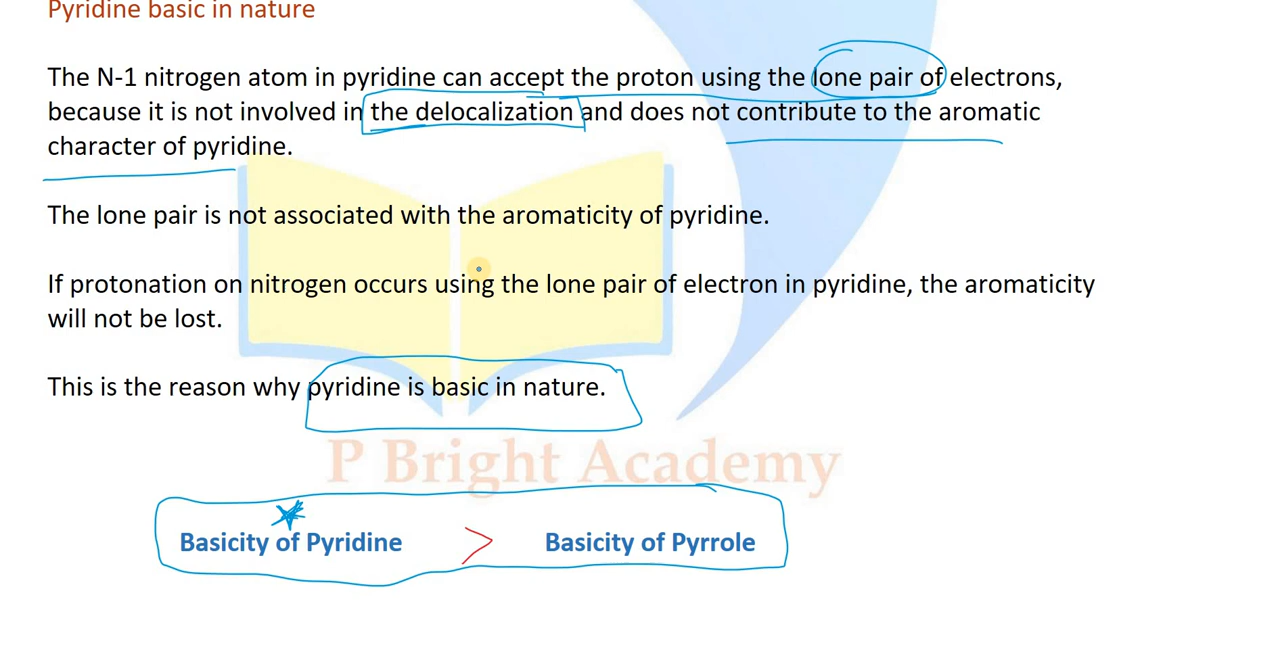 Pyridine basic in nature
The N-1 nitrogen atom in pyridine can accept the proton using the lone pair of electrons,
because it is not involved in the delocalization and does not contribute to the aromatic
character of pyridine.
The lone pair is not associated with the aromaticity of pyridine.
If protonation on nitrogen occurs using the lone pair of electron in pyridine, the aromaticity
will not be lost.
This is the reason why pyridine is basic in nature.
P Bright Academy
Basicity of Pyridine > Basicity of Pyrrole